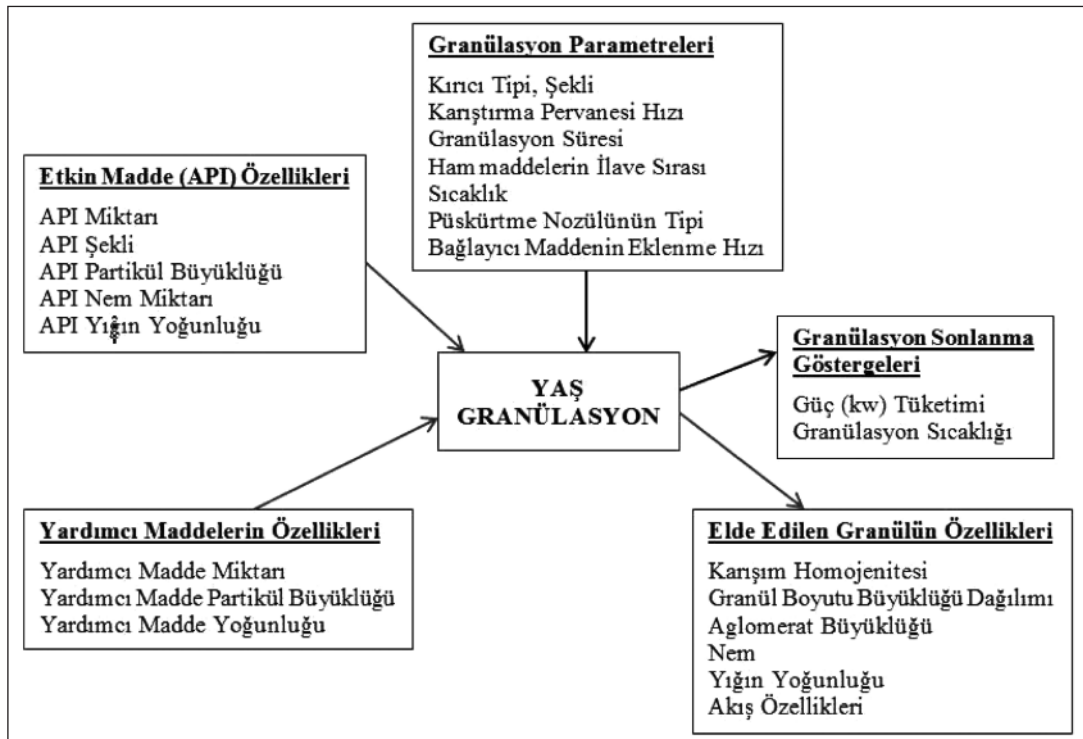 Granülasyon Parametreleri
Kırıcı Tipi, Şekli
Karıştırma Pervanesi Hızı
Granülasyon Süresi
Ham maddelerin İlave Sırası
Sıcaklık
Püskürtme Nozülünün Tipi
Bağlayıcı Maddenin Eklenme Hızı
Etkin Madde (API) Özellikleri
API Miktarı
API Şekli
API Partikül Büyüklüğü
API Nem Miktarı
API Yığın Yoğunluğu
YAŞ
GRANÜLASYON
Granülasyon Sonlanma
Göstergeleri
Güç (kw) Tüketimi
Granülasyon Sıcaklığı
Yardımcı Maddelerin Özellikleri
Yardımcı Madde Miktarı
Yardımcı Madde Partikül Büyüklüğü
Yardımcı Madde Yoğunluğu
Elde Edilen Granülün Özellikleri
Karışım Homojenitesi
Granül Boyutu Büyüklüğü Dağılımı
Aglomerat Büyüklüğü
Nem
Yığın Yoğunluğu
Akış Özellikleri